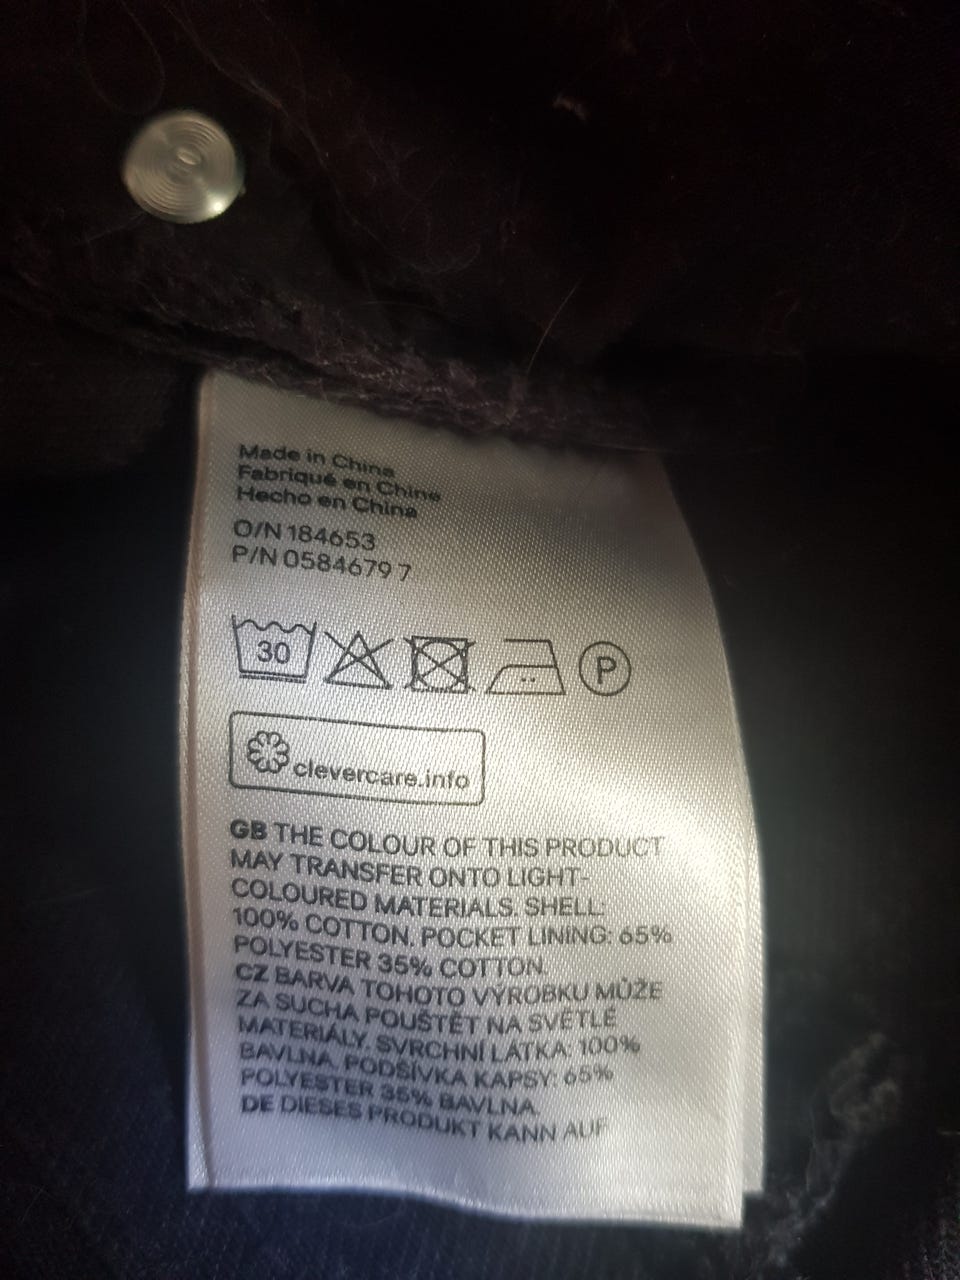 Made in China
Fabriqué en Chine
Hecho en China
O/N 184653
P/N 0584679 7
30
P
clevercare.info
GB THE COLOUR OF THIS PRODUCT
MAY TRANSFER ONTO LIGHT-
COLOURED MATERIALS. SHELL:
100% COTTON. POCKET LINING: 65%
POLYESTER 35% COTTON.
CZ BARVA TOHOTO VÝROBKU MŮŽE
ZA SUCHA POUŠTĚT NA SVĚTLÉ
MATERIÁLY. SVRCHNÍ LÁTKA: 100%
BAVLNA. PODŠÍVKA KAPSY: 65%
POLYESTER 35% BAVLNA.
DE DIESES PRODUKT KANN AUF